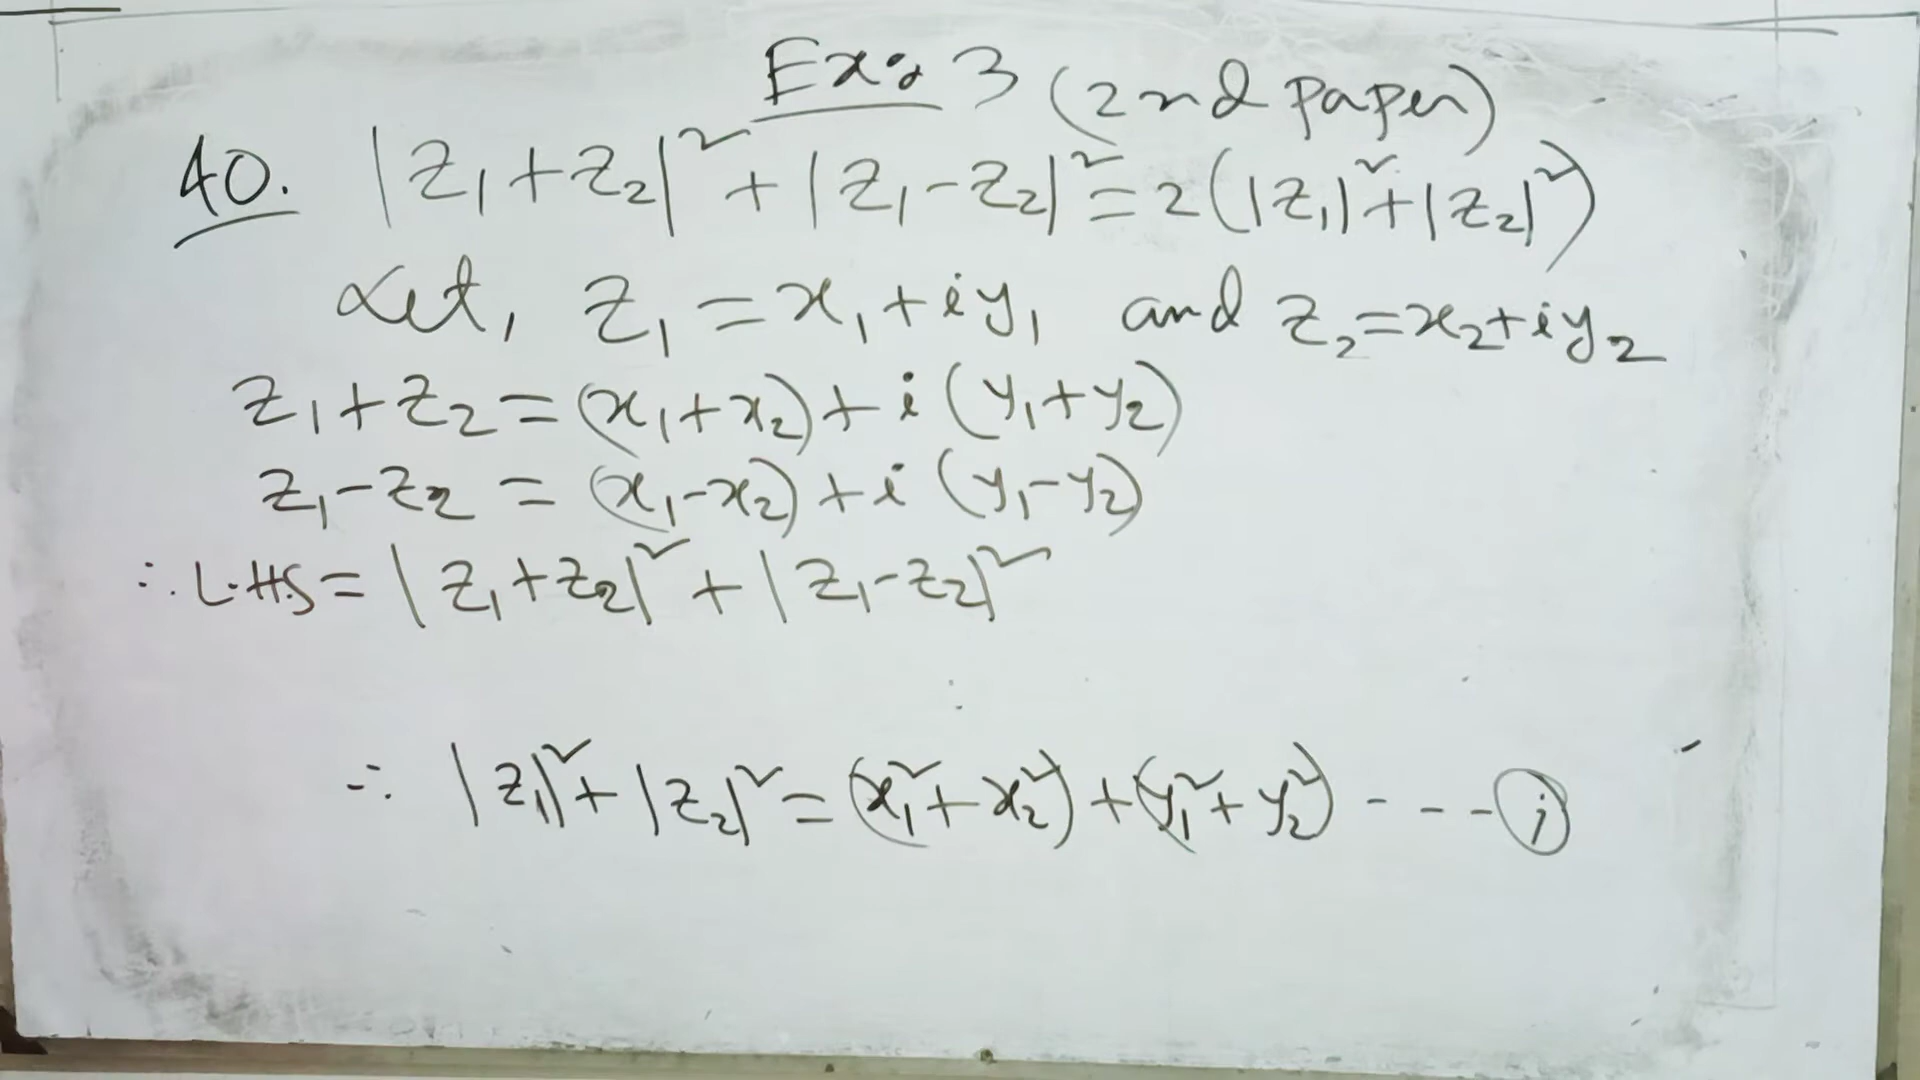 Ex: 3 (2nd paper)
40. |z₁+z₂|² + |z₁-z₂|² = 2(|z₁|²+|z₂|²)
Let, z₁ = x₁+iy₁ and z₂=x₂+iy₂
z₁+z₂ = (x₁+x₂)+i(y₁+y₂)
z₁-z₂ = (x₁-x₂)+i(y₁-y₂)
∴ L.H.S = |z₁+z₂|² + |z₁-z₂|²
∴ |z₁|²+|z₂|² = (x₁²+x₂²)+(y₁²+y₂²) - - - (i)